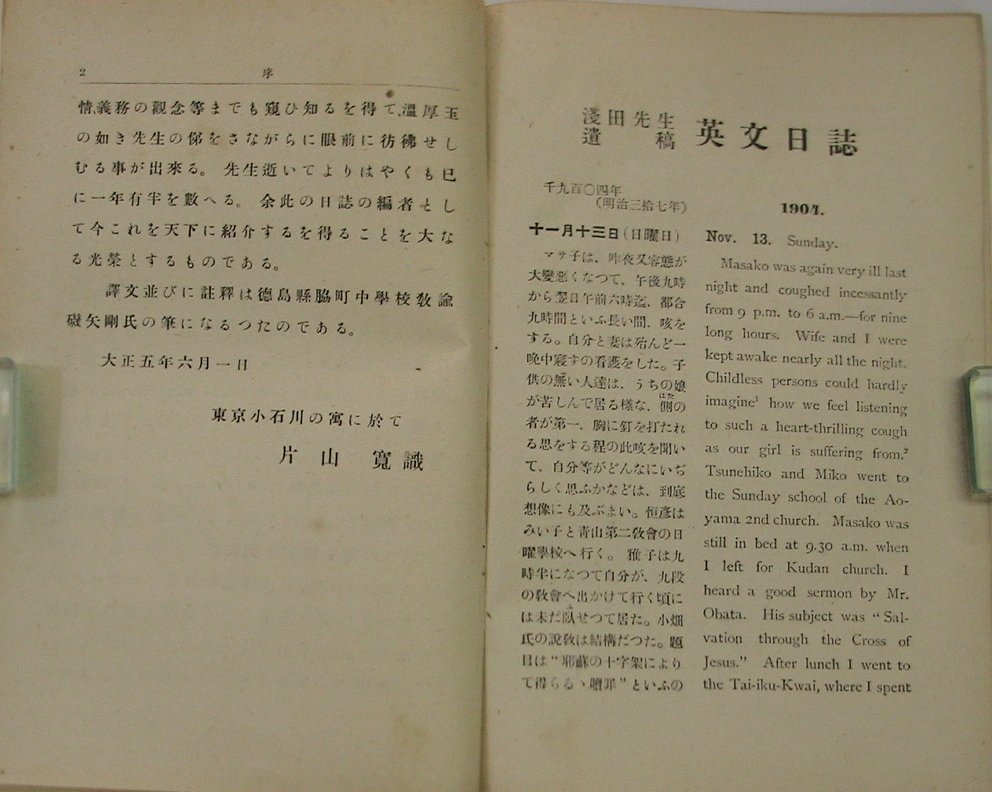 2
序
情、義務の觀念等までも窺ひ知るを得て、溫厚玉
の如き先生の俤をさながらに眼前に彷彿せし
むる事が出來る。 先生逝いてよりはやくも已
に一年有半を數へる。 余此の日誌の編者とし
て今これを天下に紹介するを得ることを大な
る光榮とするものである。
譯文並びに註釋は德島縣脇町中學校敎諭
磯矢剛氏の筆になるつたのである。
大正五年六月一日
東京小石川の寓に於て
片山 寬識
淺田先生
遺稿
英文日誌
千九百〇四年
(明治三拾七年)
十一月十三日(日曜日)
マサ子は、昨夜又容態が
大變悪くなつて、午後九時
から翌日午前六時迄、都合
九時間といふ長い間、咳を
する。自分と妻は殆んど一
晩中寢ずの看護をした。子
供の無い人達は、うちの娘
が苦しんで居る樣な、側の
はた
者が第一、胸に釘を打たれ
る思をする程の此咳を聞い
て、自分等がどんなにいぢ
らしく思ふかなどは、到底
想像にも及ぶまい。恒彥は
みい子と靑山第二敎會の日
曜學校へ行く。 雅子は九
時半になつて自分が、九段
の敎會へ出かけて行く頃に
は未だ臥せつて居た。小畑
氏の說敎は結構だつた。題
目は“耶蘇の十字架により
て得らるゝ贖罪”といふの
1904.
Nov. 13. Sunday.
Masako was again very ill last
night and coughed incessantly
from 9 p.m. to 6 a.m.—for nine
long hours. Wife and I were
kept awake nearly all the night.
Childless persons could hardly
imagine¹ how we feel listening
to such a heart-thrilling cough
as our girl is suffering from.²
Tsunehiko and Miko went to
the Sunday school of the Ao-
yama 2nd church. Masako was
still in bed at 9.30 a.m. when
I left for Kudan church. I
heard a good sermon by Mr.
Obata. His subject was “Sal-
vation through the Cross of
Jesus.” After lunch I went to
the Tai-iku-Kwai, where I spent